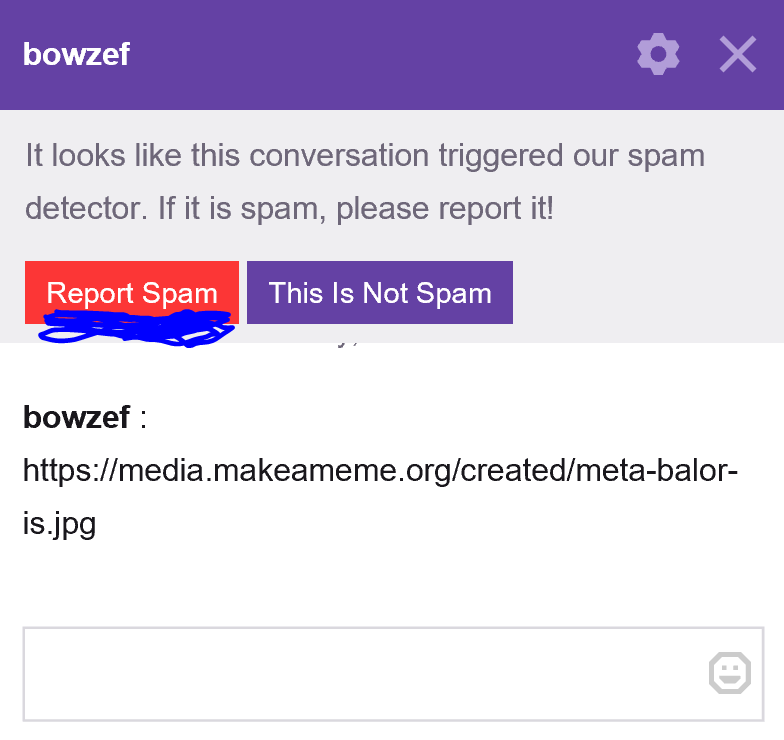 bowzef
It looks like this conversation triggered our spam
detector. If it is spam, please report it!
Report Spam This Is Not Spam
bowzef :
https://media.makeameme.org/created/meta-balor-
is.jpg